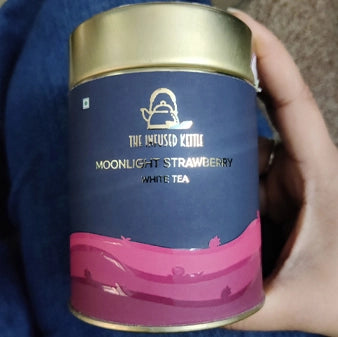 THE INFUSED KETTLE
MOONLIGHT STRAWBERRY
WHITE TEA